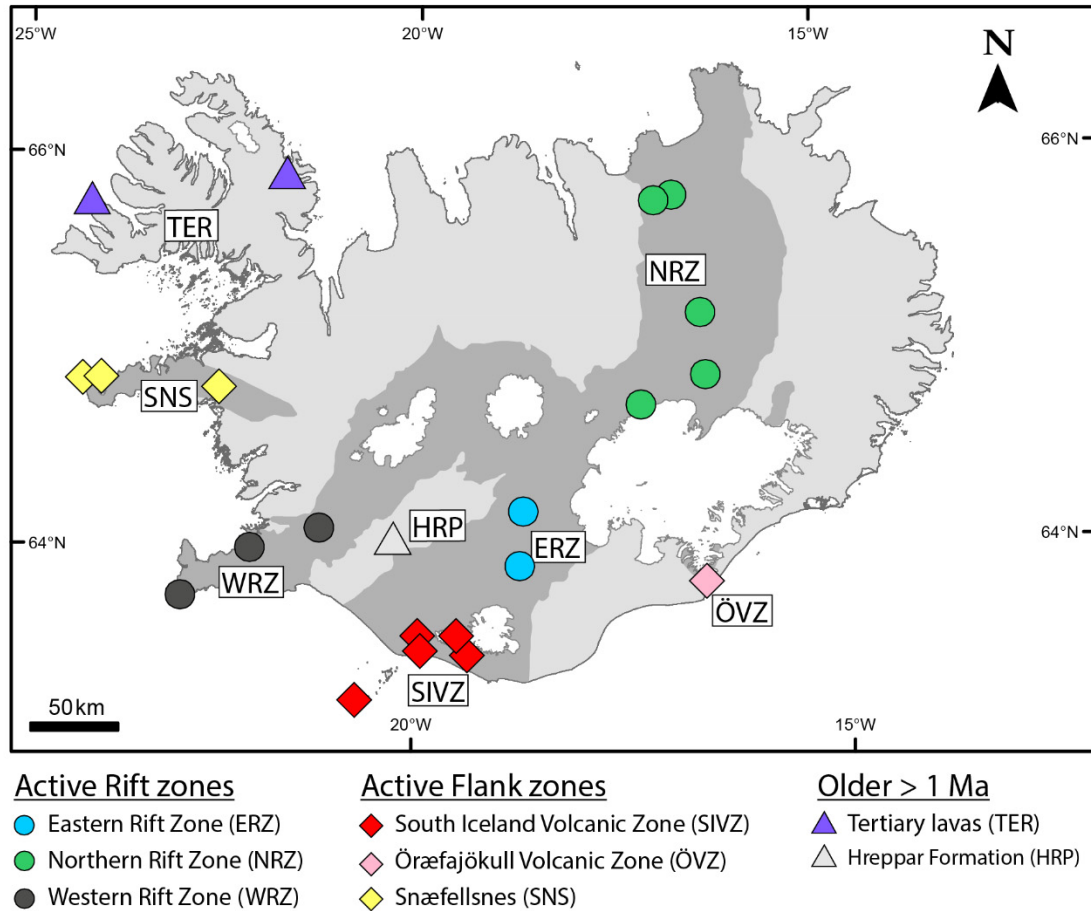 25°W 20°W 15°W
N
66°N 66°N
TER
NRZ
SNS
HRP
64°N 64°N
ERZ
WRZ
ÖVZ
SIVZ
50 km
20°W 15°W
Active Rift zones
Eastern Rift Zone (ERZ)
Northern Rift Zone (NRZ)
Western Rift Zone (WRZ)
Active Flank zones
South Iceland Volcanic Zone (SIVZ)
Öræfajökull Volcanic Zone (ÖVZ)
Snæfellsnes (SNS)
Older > 1 Ma
Tertiary lavas (TER)
Hreppar Formation (HRP)